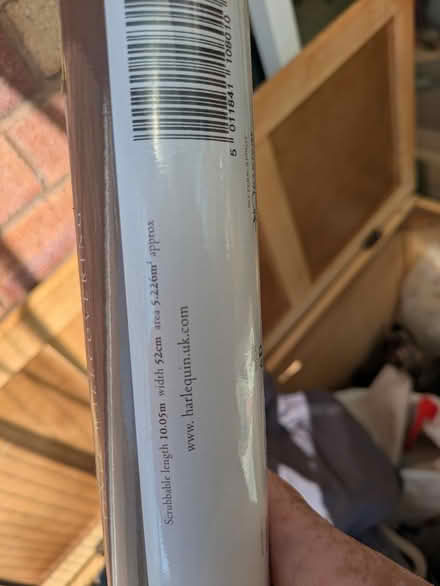 5 011841 108010
Scrubbable length 10.05m width 52cm area 5.226m² approx
www. harlequin.uk.com